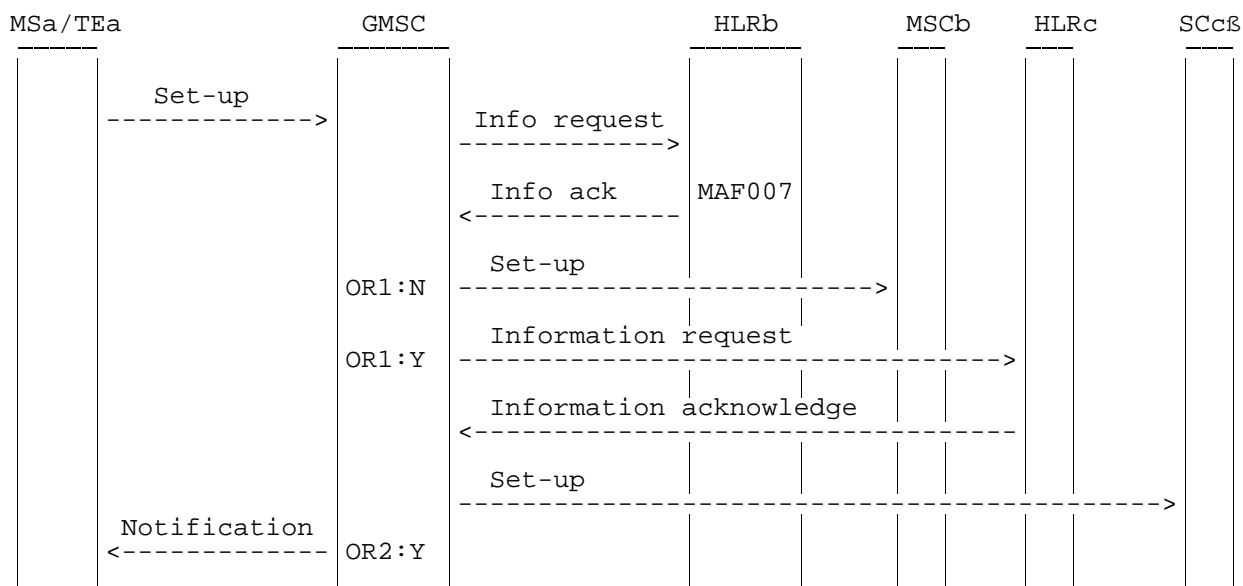 MSa/TEa GMSC HLRb MSCb HLRc SCcß
Set-up
Info request
Info ack MAF007
Set-up
OR1:N
Information request
OR1:Y
Information acknowledge
Set-up
Notification
OR2:Y